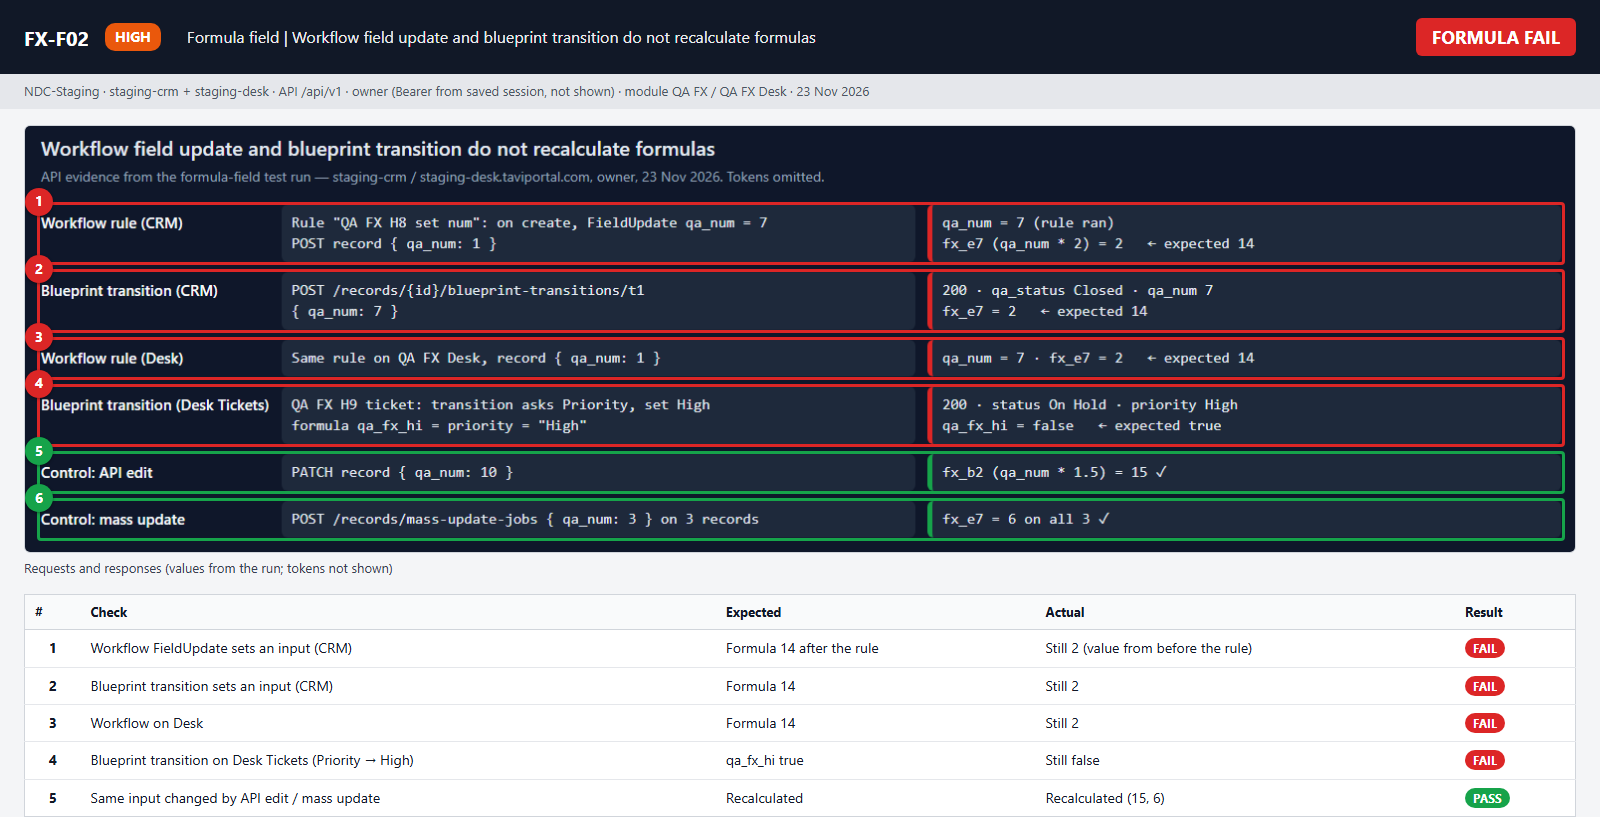 FX-F02 HIGH Formula field | Workflow field update and blueprint transition do not recalculate formulas FORMULA FAIL
NDC-Staging · staging-crm + staging-desk · API /api/v1 · owner (Bearer from saved session, not shown) · module QA FX / QA FX Desk · 23 Nov 2026
Workflow field update and blueprint transition do not recalculate formulas
API evidence from the formula-field test run — staging-crm / staging-desk.taviportal.com, owner, 23 Nov 2026. Tokens omitted.
1
Workflow rule (CRM) Rule "QA FX H8 set num": on create, FieldUpdate qa_num = 7 qa_num = 7 (rule ran)
POST record { qa_num: 1 } fx_e7 (qa_num * 2) = 2 ← expected 14
2
Blueprint transition (CRM) POST /records/{id}/blueprint-transitions/t1 200 · qa_status Closed · qa_num 7
{ qa_num: 7 } fx_e7 = 2 ← expected 14
3
Workflow rule (Desk) Same rule on QA FX Desk, record { qa_num: 1 } qa_num = 7 · fx_e7 = 2 ← expected 14
4
Blueprint transition (Desk Tickets) QA FX H9 ticket: transition asks Priority, set High 200 · status On Hold · priority High
formula qa_fx_hi = priority = "High" qa_fx_hi = false ← expected true
5
Control: API edit PATCH record { qa_num: 10 } fx_b2 (qa_num * 1.5) = 15 ✓
6
Control: mass update POST /records/mass-update-jobs { qa_num: 3 } on 3 records fx_e7 = 6 on all 3 ✓
Requests and responses (values from the run; tokens not shown)
# Check Expected Actual Result
1 Workflow FieldUpdate sets an input (CRM) Formula 14 after the rule Still 2 (value from before the rule) FAIL
2 Blueprint transition sets an input (CRM) Formula 14 Still 2 FAIL
3 Workflow on Desk Formula 14 Still 2 FAIL
4 Blueprint transition on Desk Tickets (Priority → High) qa_fx_hi true Still false FAIL
5 Same input changed by API edit / mass update Recalculated Recalculated (15, 6) PASS